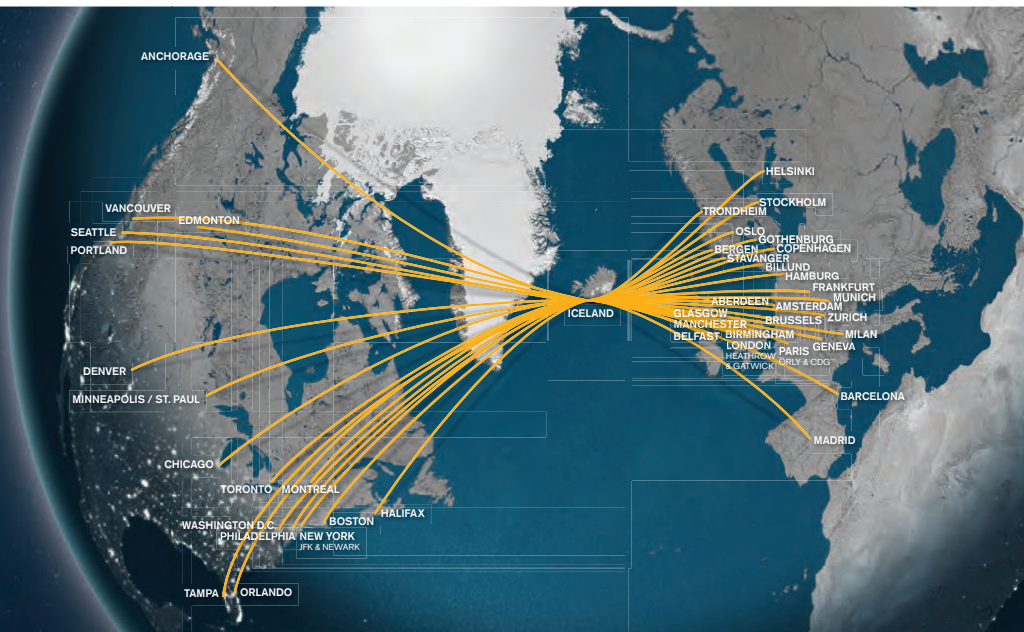 ANCHORAGE
HELSINKI
STOCKHOLM
VANCOUVER
TRONDHEIM
EDMONTON
SEATTLE
OSLO
GOTHENBURG
PORTLAND
BERGEN
COPENHAGEN
STAVANGER
BILLUND
HAMBURG
FRANKFURT
MUNICH
ABERDEEN
AMSTERDAM
ICELAND
GLASGOW
BRUSSELS
ZURICH
MANCHESTER
BELFAST
BIRMINGHAM
MILAN
LONDON
HEATHROW
& GATWICK
PARIS
ORLY & CDG
GENEVA
DENVER
MINNEAPOLIS / ST. PAUL
BARCELONA
MADRID
CHICAGO
TORONTO
MONTREAL
HALIFAX
WASHINGTON D.C.
BOSTON
PHILADELPHIA
NEW YORK
JFK & NEWARK
TAMPA
ORLANDO